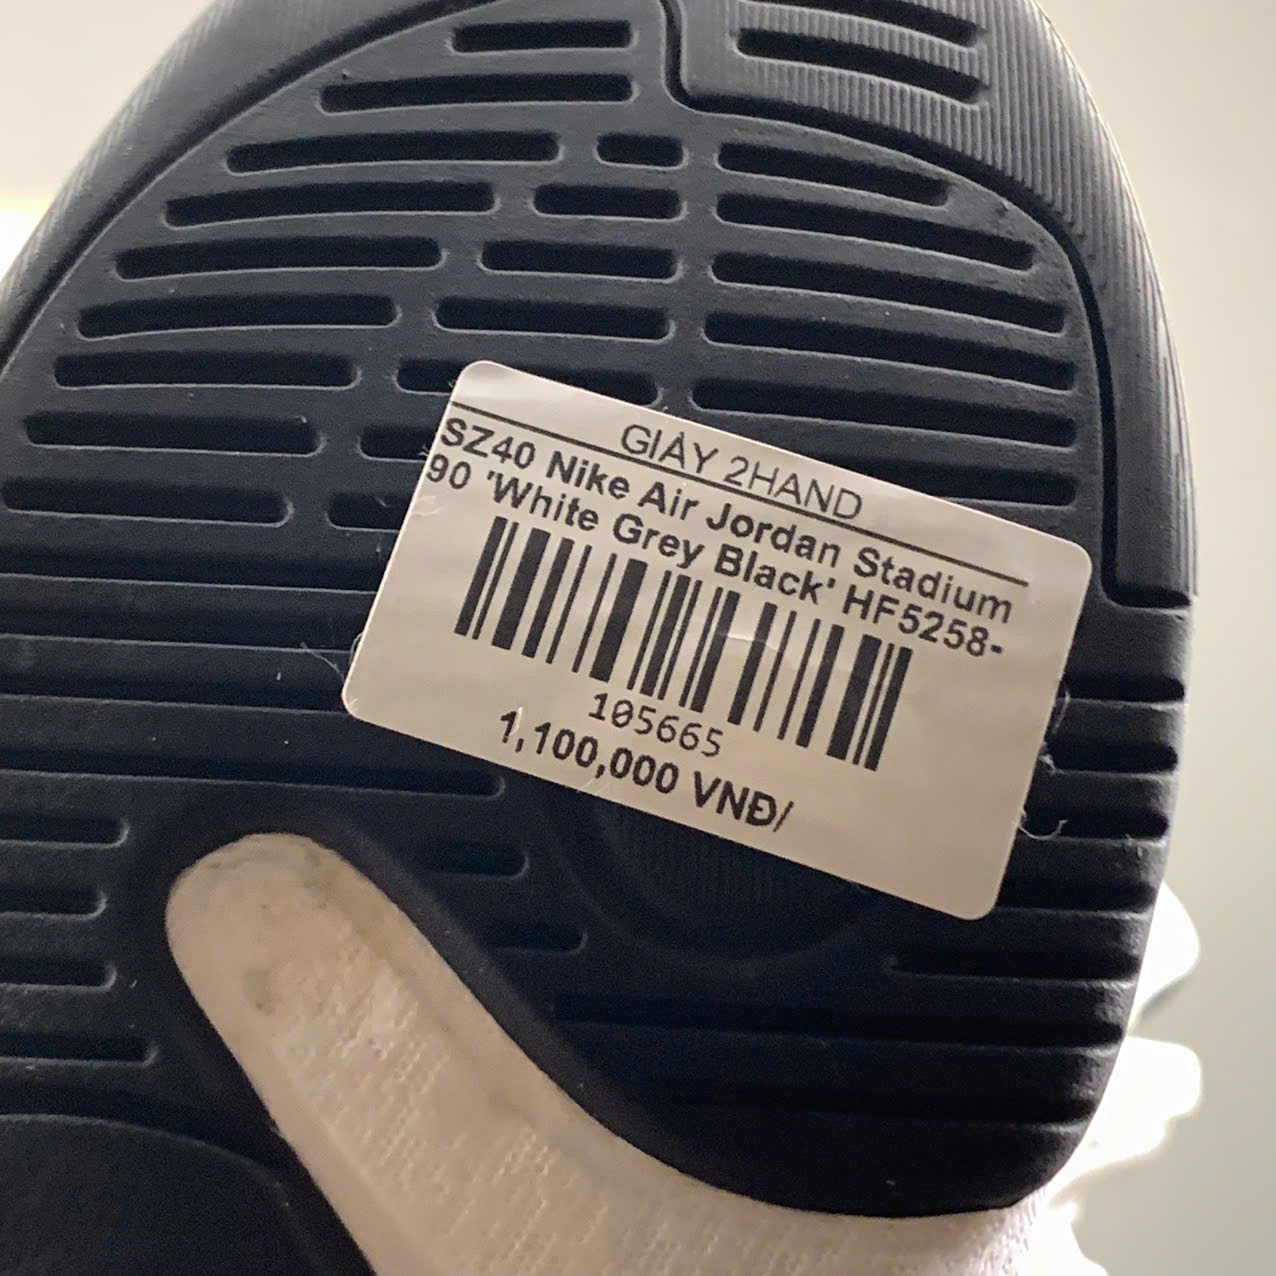 GIÀY 2HAND
SZ40 Nike Air Jordan Stadium
90 'White Grey Black' HF5258-
105665
1,100,000 VNĐ/